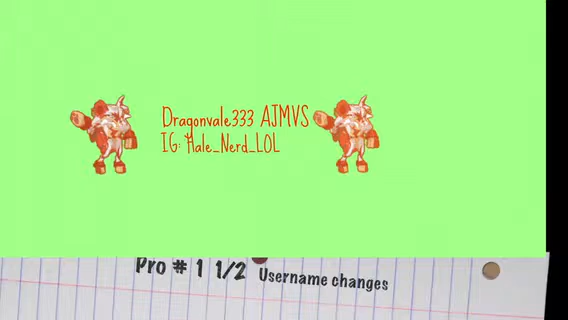 Dragonvale333 AJMVS
IG: Hale_Nerd_LOL
Pro # 1 1/2 Username changes